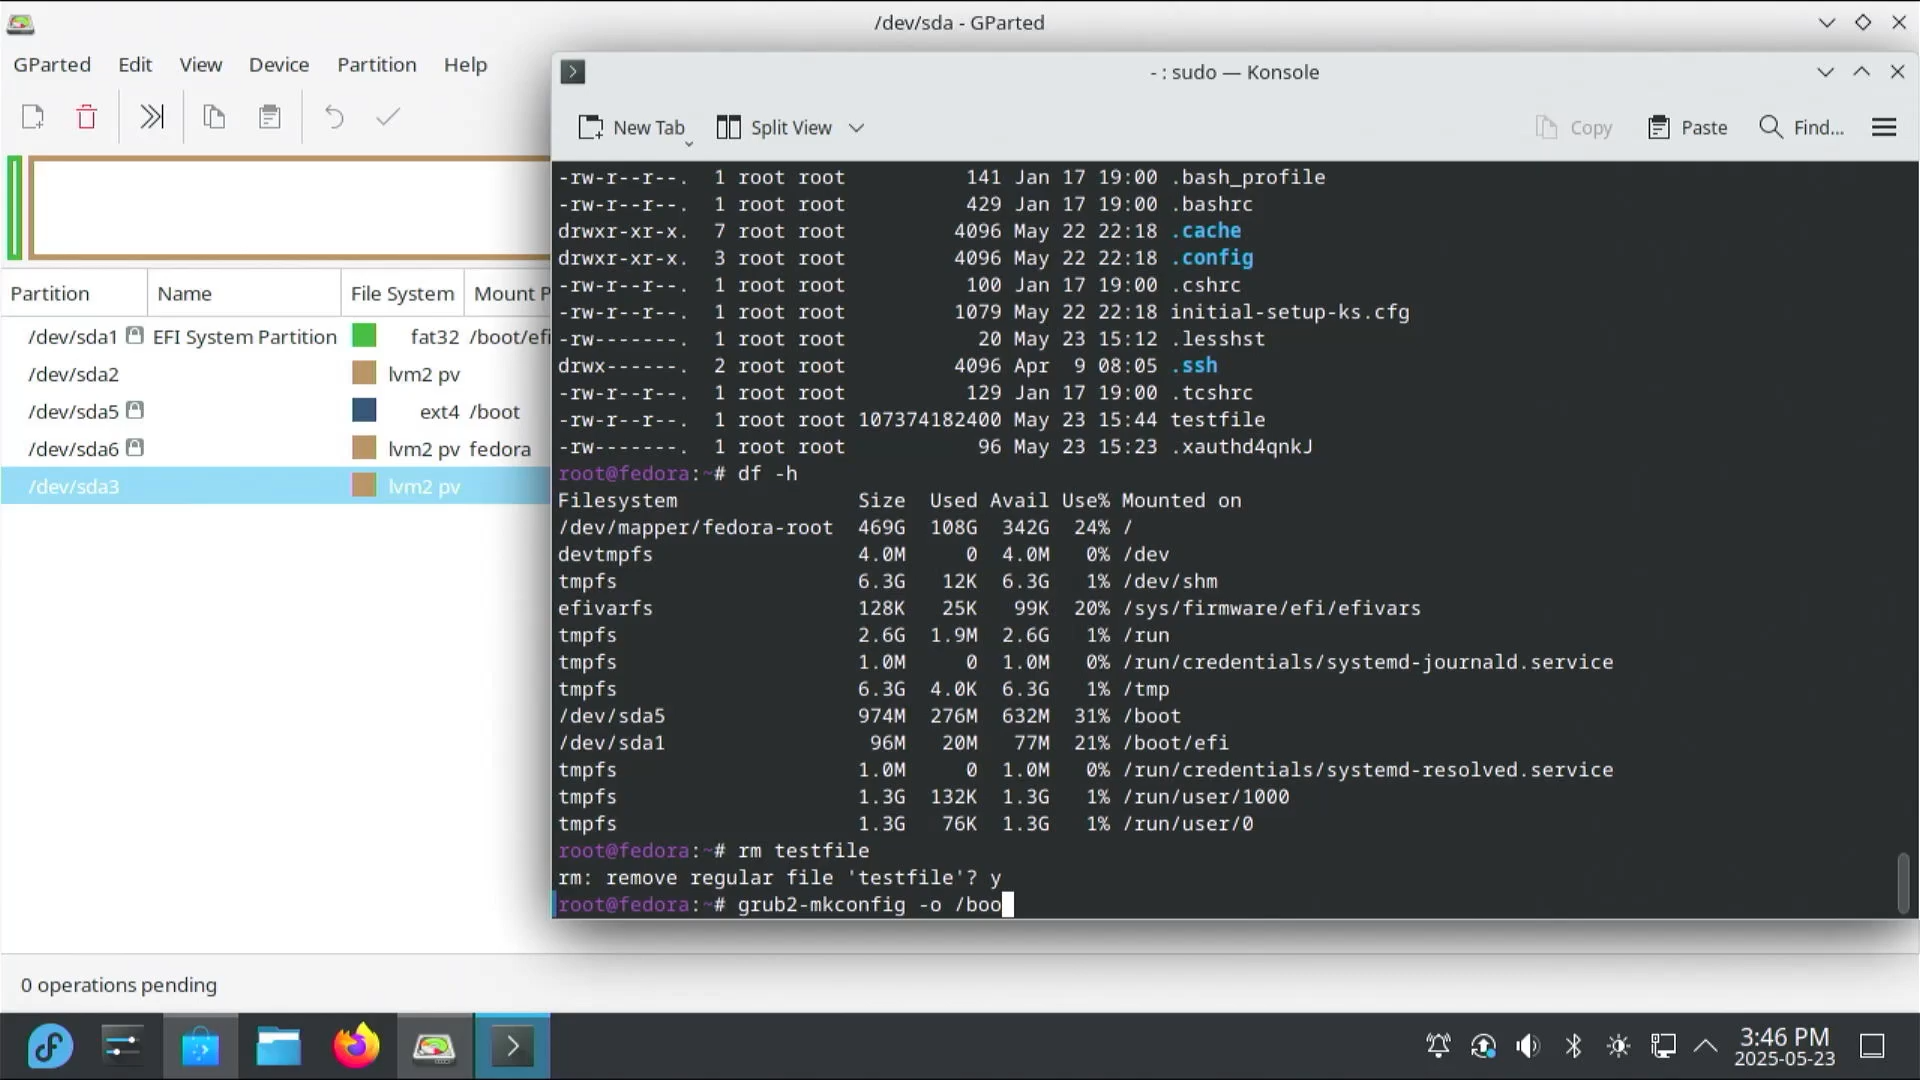 /dev/sda - GParted
GParted Edit View Device Partition Help
Partition Name File System Mount P
/dev/sda1 EFI System Partition fat32 /boot/efi
/dev/sda2 lvm2 pv
/dev/sda5 ext4 /boot
/dev/sda6 lvm2 pv fedora
/dev/sda3 lvm2 pv
0 operations pending
- : sudo — Konsole
New Tab Split View Copy Paste Find...
-rw-r--r--. 1 root root 141 Jan 17 19:00 .bash_profile
-rw-r--r--. 1 root root 429 Jan 17 19:00 .bashrc
drwxr-xr-x. 7 root root 4096 May 22 22:18 .cache
drwxr-xr-x. 3 root root 4096 May 22 22:18 .config
-rw-r--r--. 1 root root 100 Jan 17 19:00 .cshrc
-rw-r--r--. 1 root root 1079 May 22 22:18 initial-setup-ks.cfg
-rw-------. 1 root root 20 May 23 15:12 .lesshst
drwx------. 2 root root 4096 Apr 9 08:05 .ssh
-rw-r--r--. 1 root root 129 Jan 17 19:00 .tcshrc
-rw-r--r--. 1 root root 107374182400 May 23 15:44 testfile
-rw-------. 1 root root 96 May 23 15:23 .xauthd4qnkJ
root@fedora:~# df -h
Filesystem Size Used Avail Use% Mounted on
/dev/mapper/fedora-root 469G 108G 342G 24% /
devtmpfs 4.0M 0 4.0M 0% /dev
tmpfs 6.3G 12K 6.3G 1% /dev/shm
efivarfs 128K 25K 99K 20% /sys/firmware/efi/efivars
tmpfs 2.6G 1.9M 2.6G 1% /run
tmpfs 1.0M 0 1.0M 0% /run/credentials/systemd-journald.service
tmpfs 6.3G 4.0K 6.3G 1% /tmp
/dev/sda5 974M 276M 632M 31% /boot
/dev/sda1 96M 20M 77M 21% /boot/efi
tmpfs 1.0M 0 1.0M 0% /run/credentials/systemd-resolved.service
tmpfs 1.3G 132K 1.3G 1% /run/user/1000
tmpfs 1.3G 76K 1.3G 1% /run/user/0
root@fedora:~# rm testfile
rm: remove regular file 'testfile'? y
root@fedora:~# grub2-mkconfig -o /boo
3:46 PM
2025-05-23